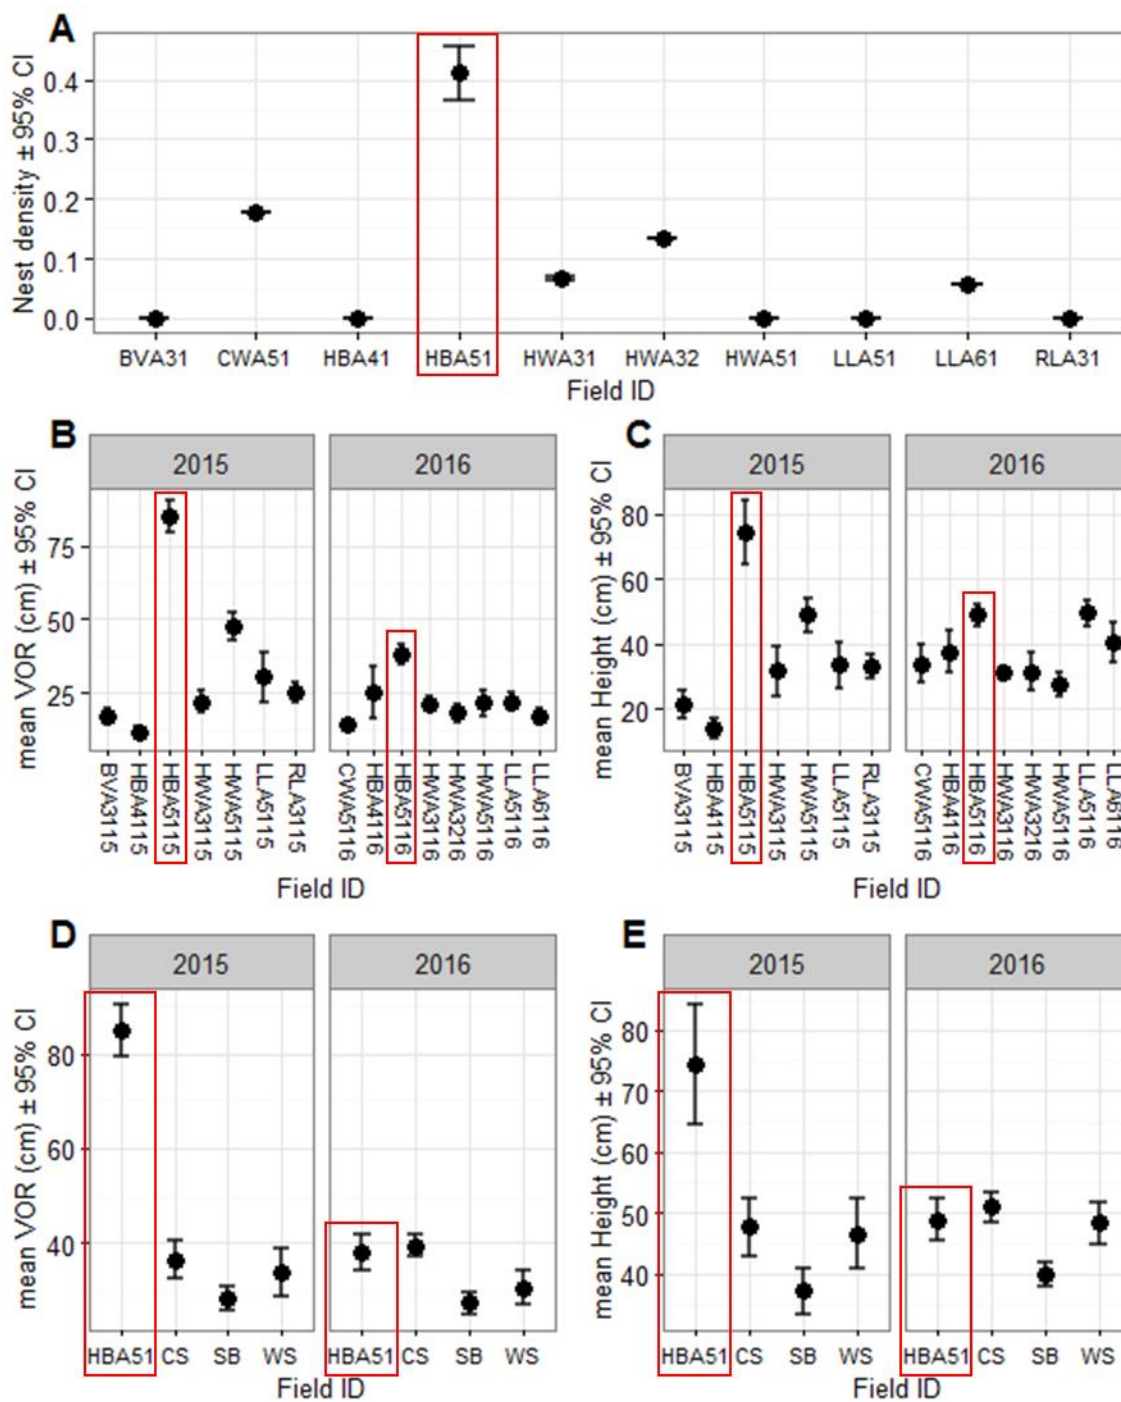 A
Nest density ± 95% CI
0.4
0.3
0.2
0.1
0.0
BVA31 CWA51 HBA41 HBA51 HWA31 HWA32 HWA51 LLA51 LLA61 RLA31
Field ID
B
2015 2016
mean VOR (cm) ± 95% CI
75
50
25
BVA3115 HBA4115 HBA5115 HWA3115 HWA5115 LLA5115 RLA3115 CWA5116 HBA4116 HBA5116 HWA3116 HWA3216 HWA5116 LLA5116 LLA6116
Field ID
C
2015 2016
mean Height (cm) ± 95% CI
80
60
40
20
BVA3115 HBA4115 HBA5115 HWA3115 HWA5115 LLA5115 RLA3115 CWA5116 HBA4116 HBA5116 HWA3116 HWA3216 HWA5116 LLA5116 LLA6116
Field ID
D
2015 2016
mean VOR (cm) ± 95% CI
80
60
40
HBA51 CS SB WS HBA51 CS SB WS
Field ID
E
2015 2016
mean Height (cm) ± 95% CI
80
70
60
50
40
HBA51 CS SB WS HBA51 CS SB WS
Field ID